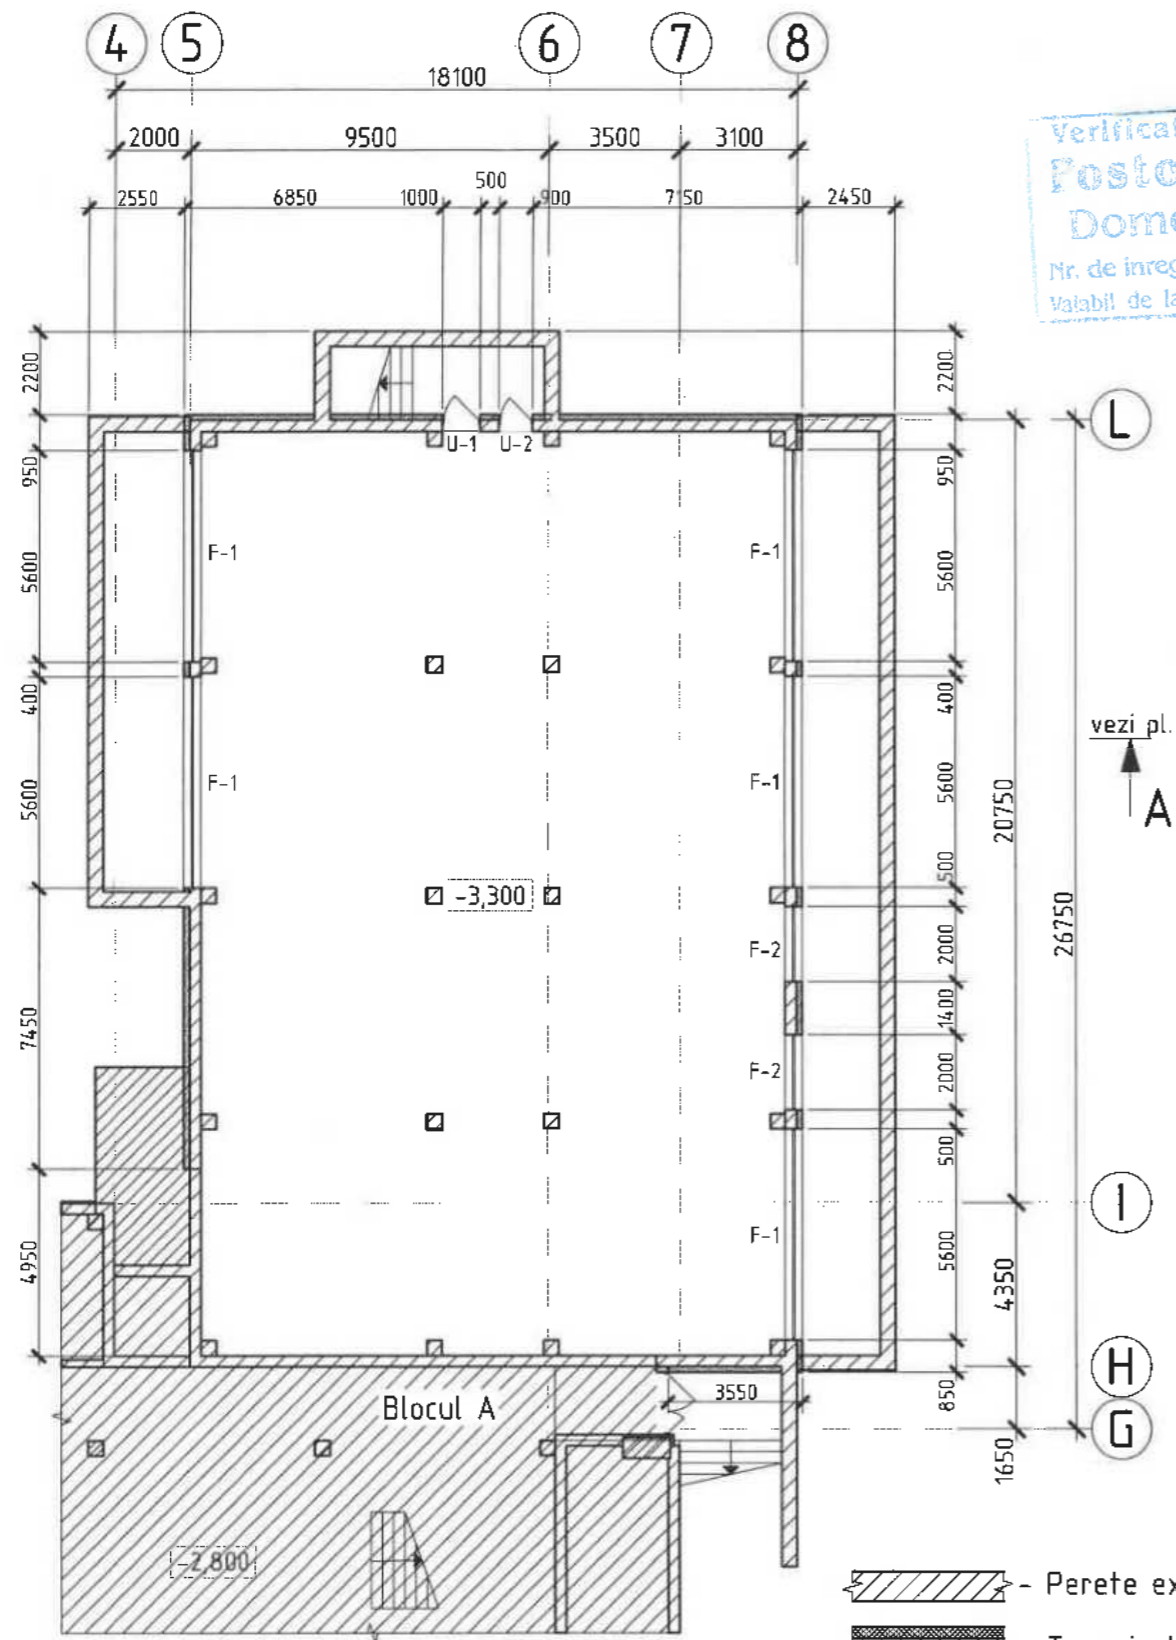 4 5 6 7 8
18100
2000 9500 3500 3100
500
2550 6850 1000 900 7150 2450
Verifica
Posto
Dome
Nr. de inreg
Valabil de la
2200 2200
L
U-1 U-2
950 950
F-1 F-1
5600 5600
400 400
vezi pl.
A
F-1 F-1
5600 5600
20750
500
-3,300
26750
F-2
2000
1400
7450
F-2
2000
500
I
F-1
4950
5600
4350
H
3550
850
Blocul A
G
1650
-2,800
- Perete ex